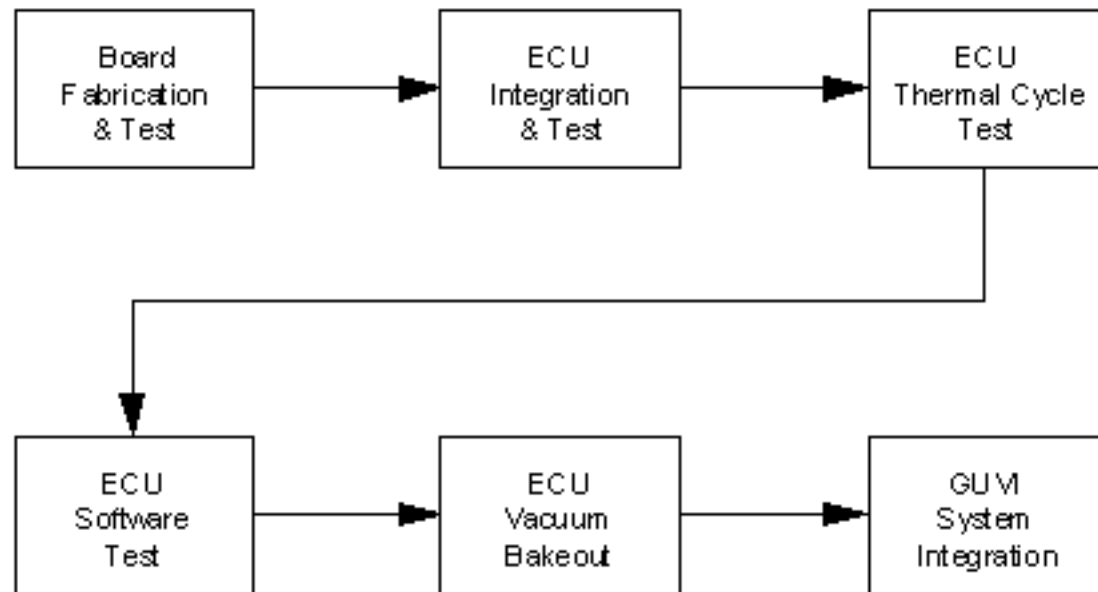 Board
Fabrication
& Test
ECU
Integration
& Test
ECU
Thermal Cycle
Test
ECU
Software
Test
ECU
Vacuum
Bakeout
GUVI
System
Integration